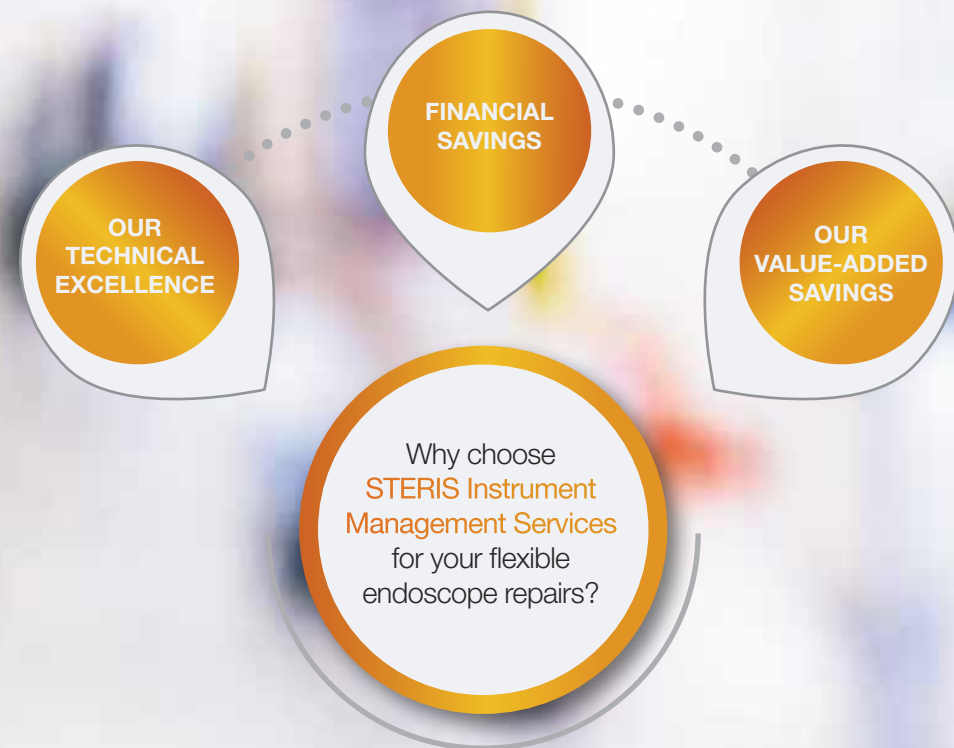 FINANCIAL
SAVINGS
OUR
TECHNICAL
EXCELLENCE
OUR
VALUE-ADDED
SAVINGS
Why choose
STERIS Instrument
Management Services
for your flexible
endoscope repairs?